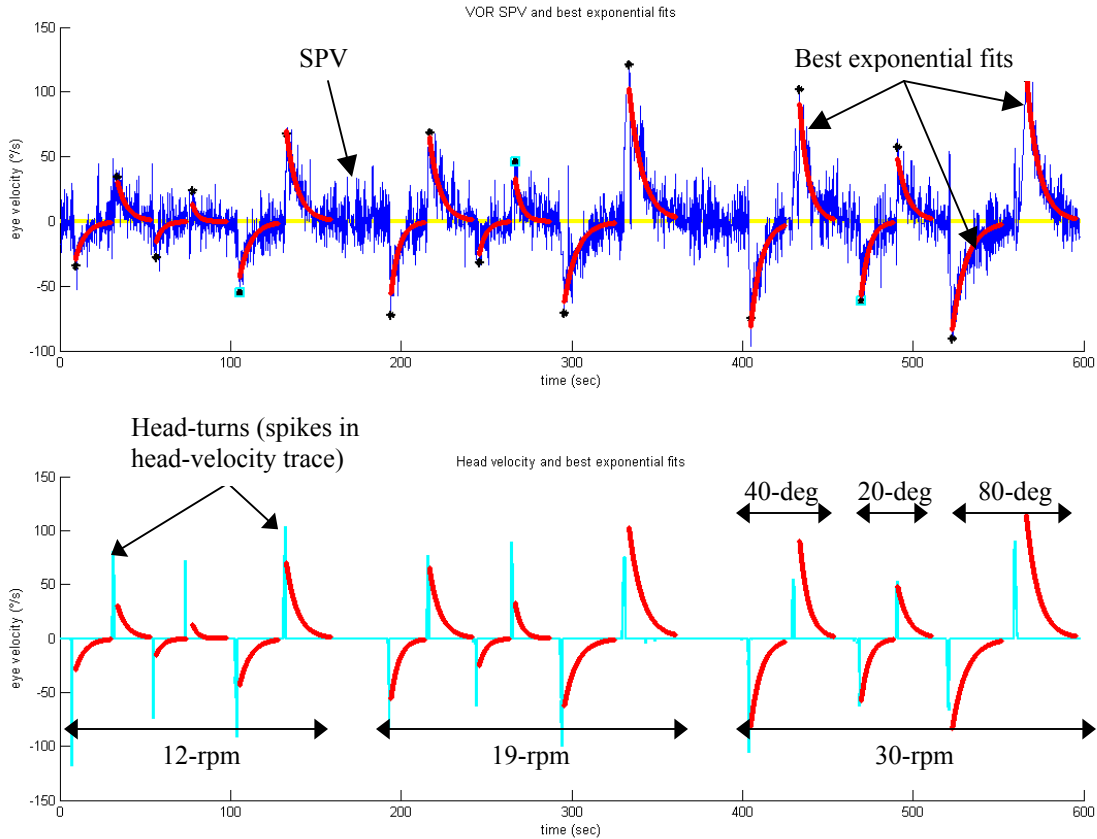 VOR SPV and best exponential fits
150
100
50
0
-50
-100
eye velocity (°/s)
SPV
Best exponential fits
0
100
200
300
400
500
600
time (sec)
Head-turns (spikes in
head-velocity trace)
Head velocity and best exponential fits
150
100
50
0
-50
-100
-150
eye velocity (°/s)
40-deg
20-deg
80-deg
12-rpm
19-rpm
30-rpm
0
100
200
300
400
500
600
time (sec)